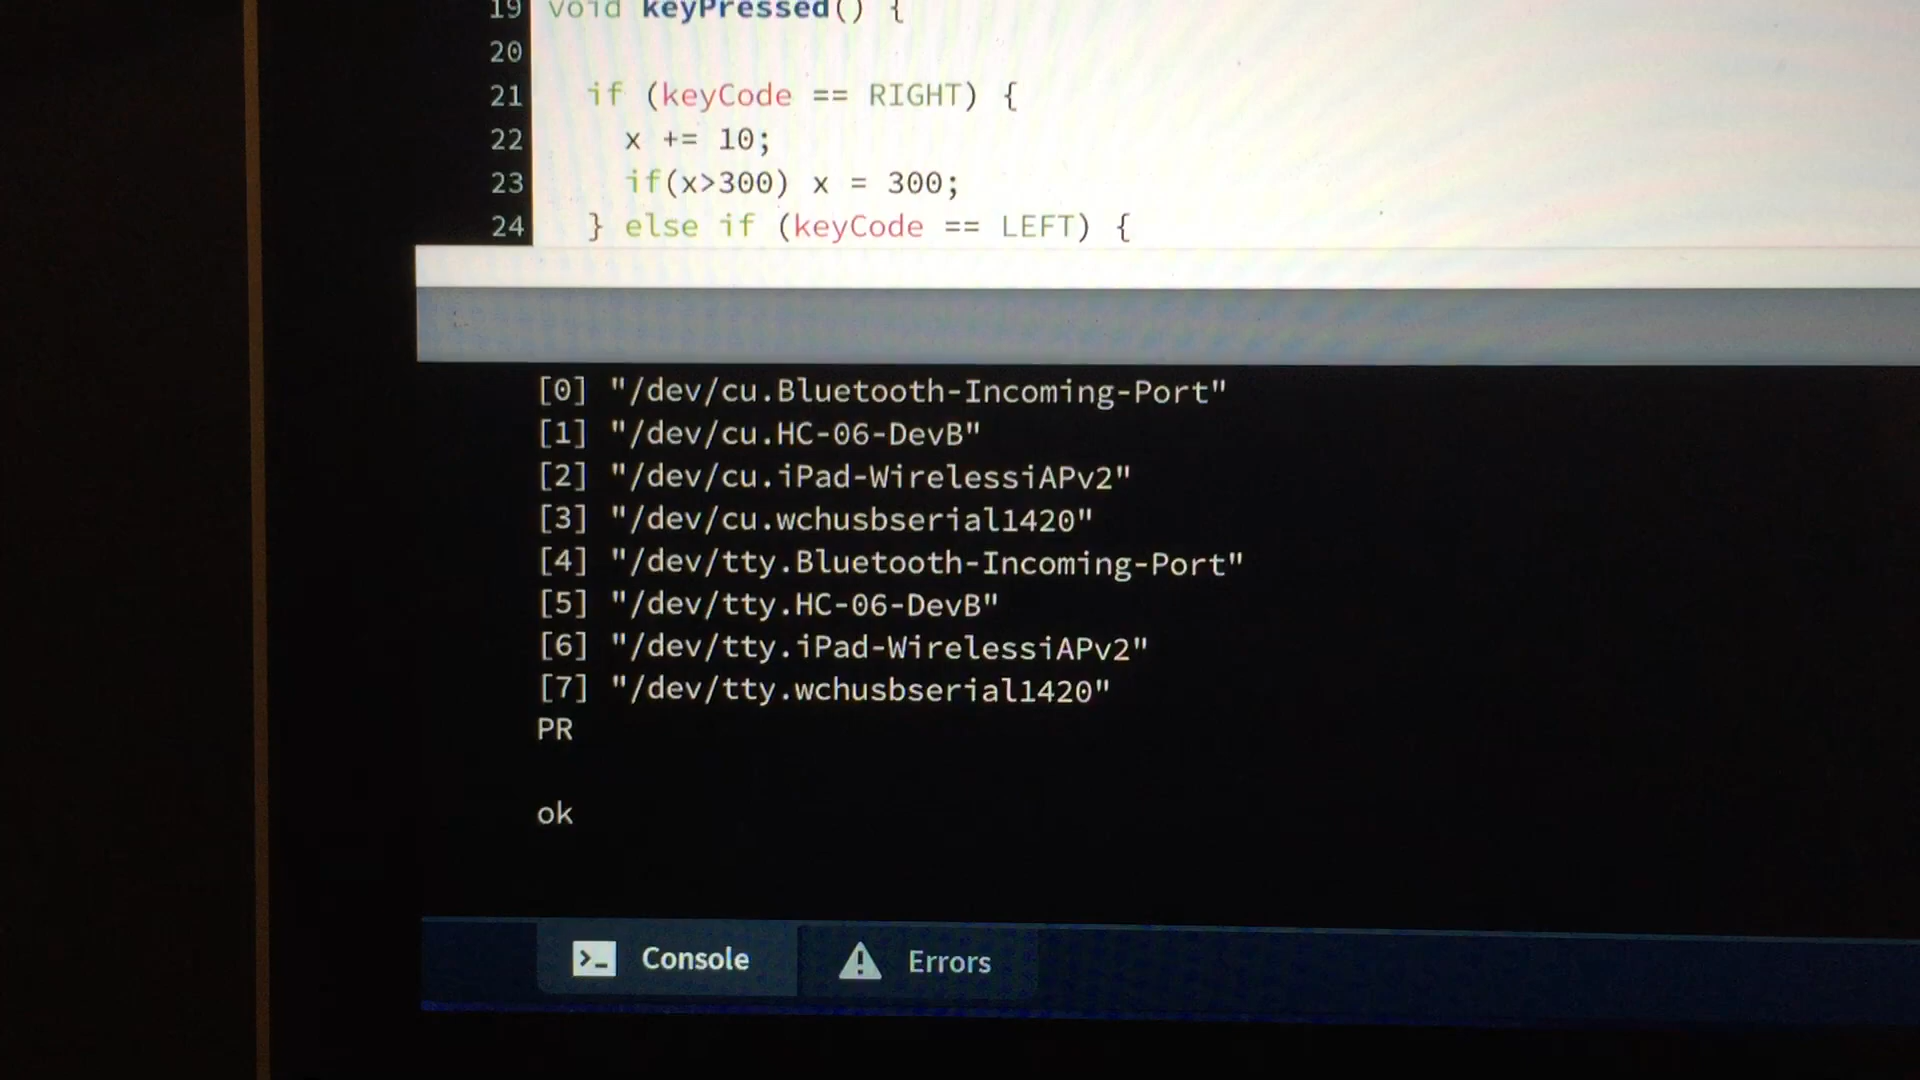 19 void keyPressed() {
20
21 if (keyCode == RIGHT) {
22 x += 10;
23 if(x>300) x = 300;
24 } else if (keyCode == LEFT) {
[0] "/dev/cu.Bluetooth-Incoming-Port"
[1] "/dev/cu.HC-06-DevB"
[2] "/dev/cu.iPad-WirelessiAPv2"
[3] "/dev/cu.wchusbserial1420"
[4] "/dev/tty.Bluetooth-Incoming-Port"
[5] "/dev/tty.HC-06-DevB"
[6] "/dev/tty.iPad-WirelessiAPv2"
[7] "/dev/tty.wchusbserial1420"
PR
ok
>_ Console Errors